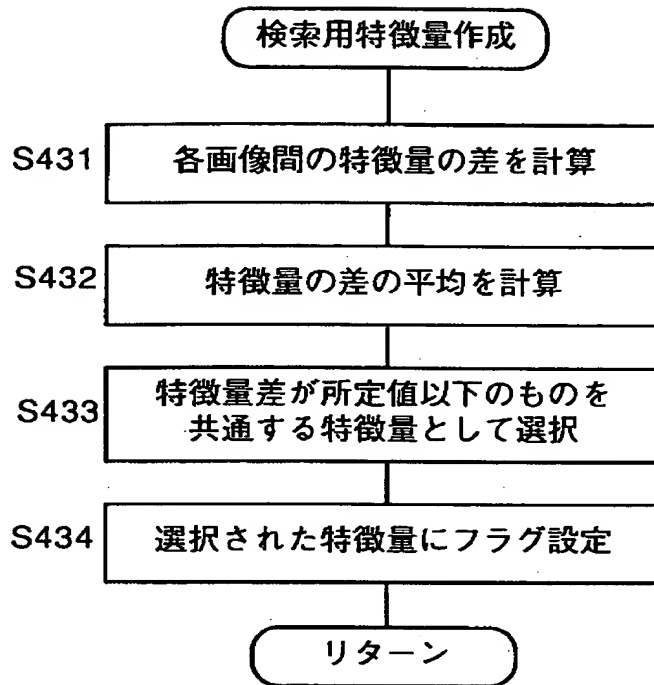 検索用特徴量作成
S431 各画像間の特徴量の差を計算
S432 特徴量の差の平均を計算
S433 特徴量差が所定値以下のものを
共通する特徴量として選択
S434 選択された特徴量にフラグ設定
リターン